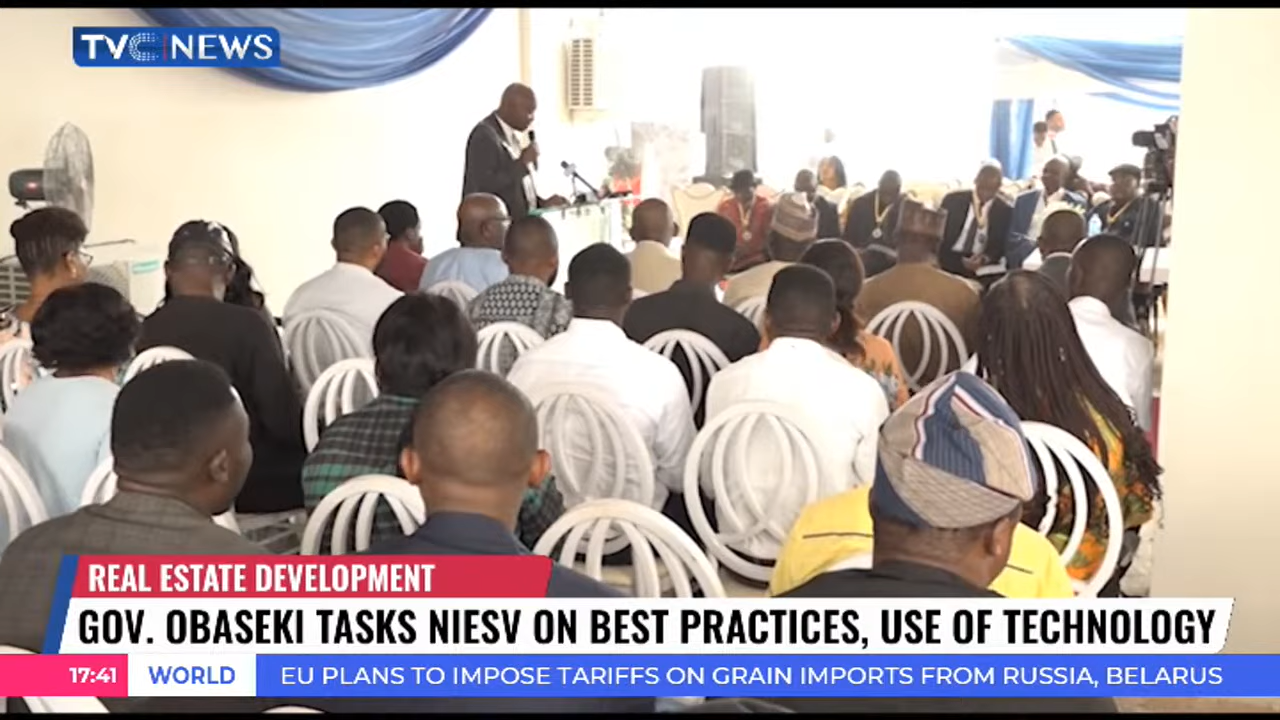 TVC NEWS
REAL ESTATE DEVELOPMENT
GOV. OBASEKI TASKS NIESV ON BEST PRACTICES, USE OF TECHNOLOGY
17:41 WORLD EU PLANS TO IMPOSE TARIFFS ON GRAIN IMPORTS FROM RUSSIA, BELARUS